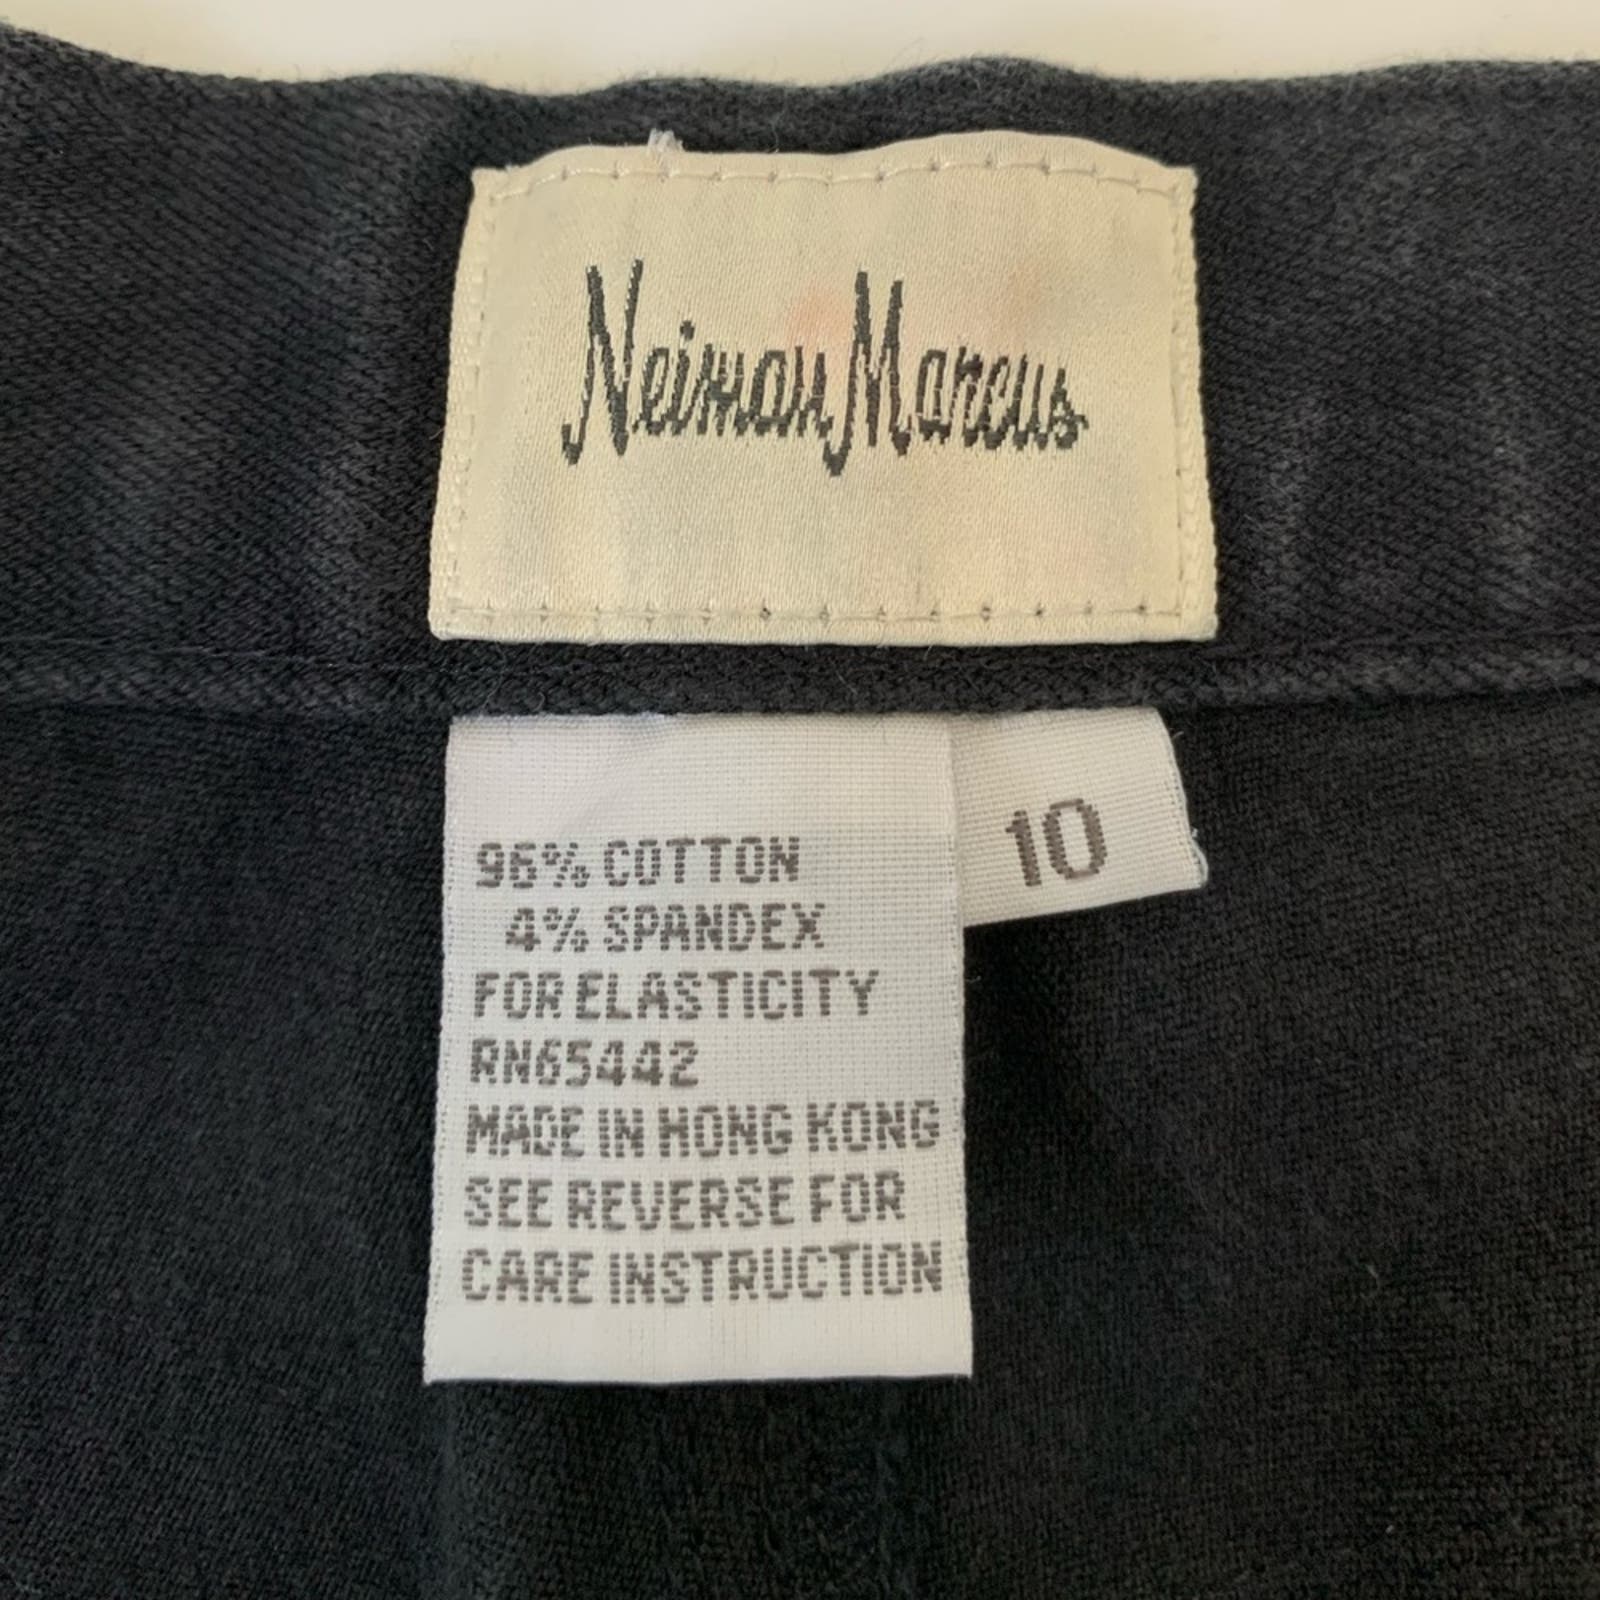 Neiman Marcus
10
96% COTTON
4% SPANDEX
FOR ELASTICITY
RN65442
MADE IN HONG KONG
SEE REVERSE FOR
CARE INSTRUCTION